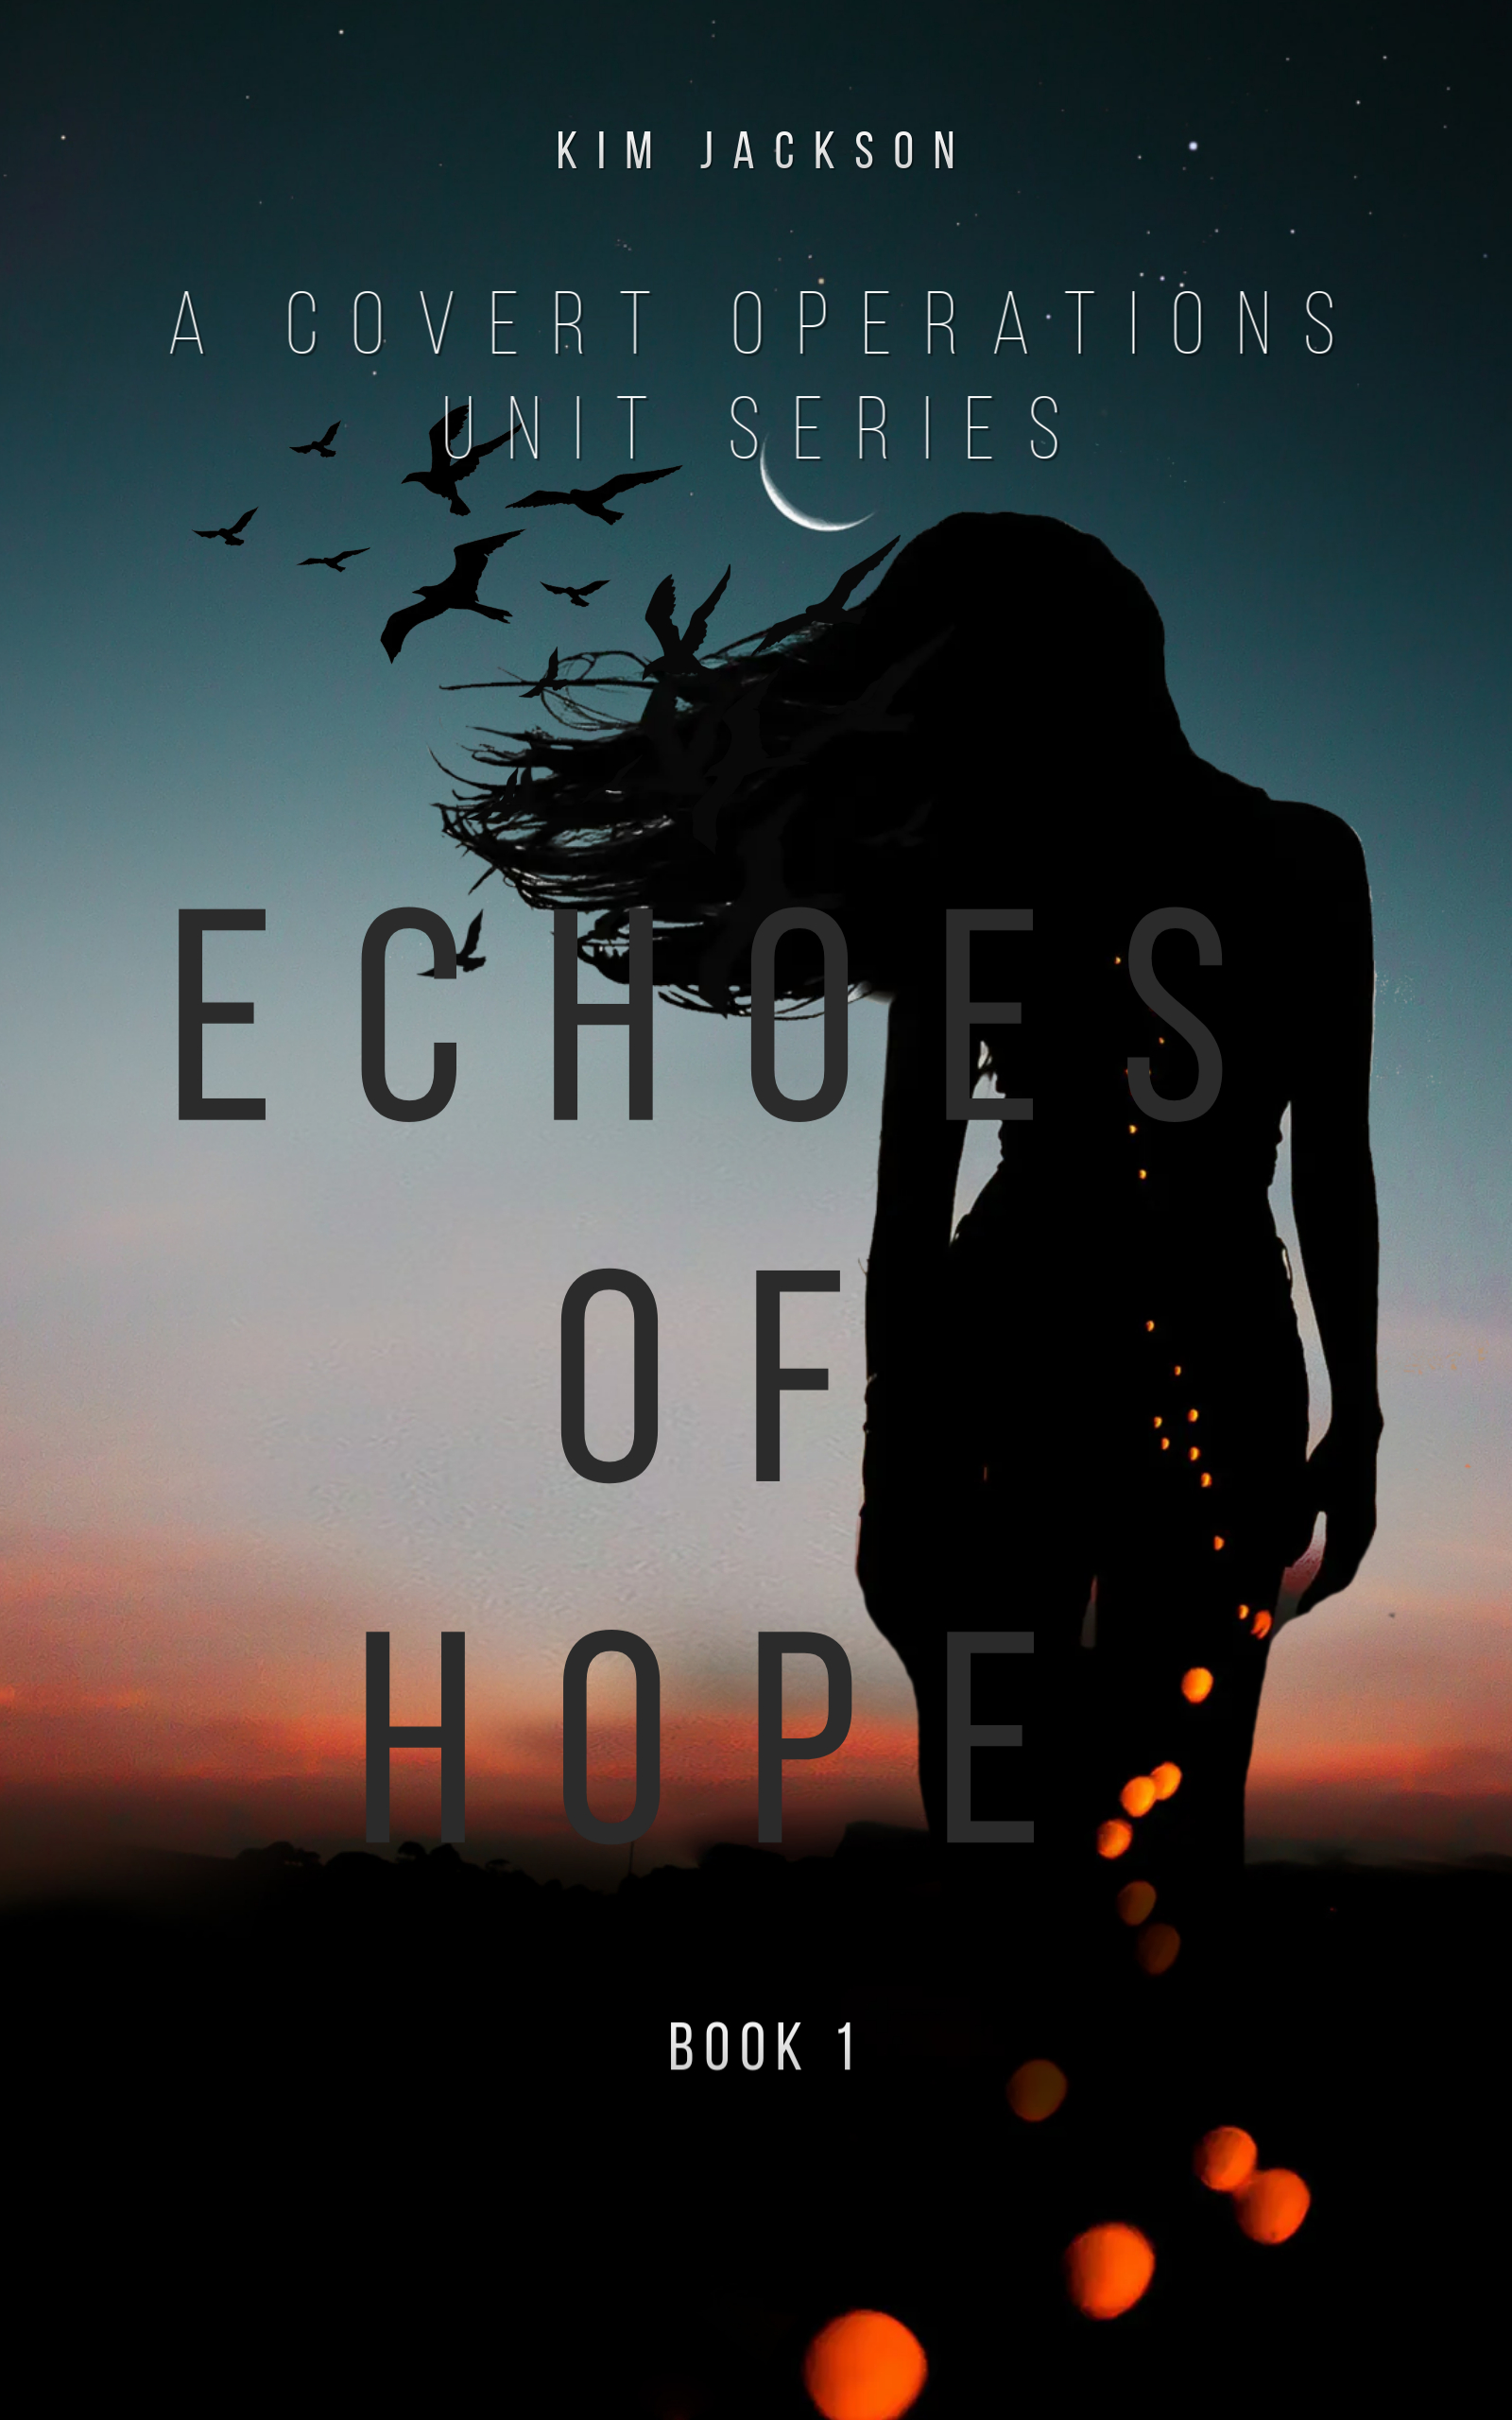 KIM JACKSON
A COVERT OPERATIONS
UNIT SERIES
ECHOES
OF
HOPE
BOOK 1